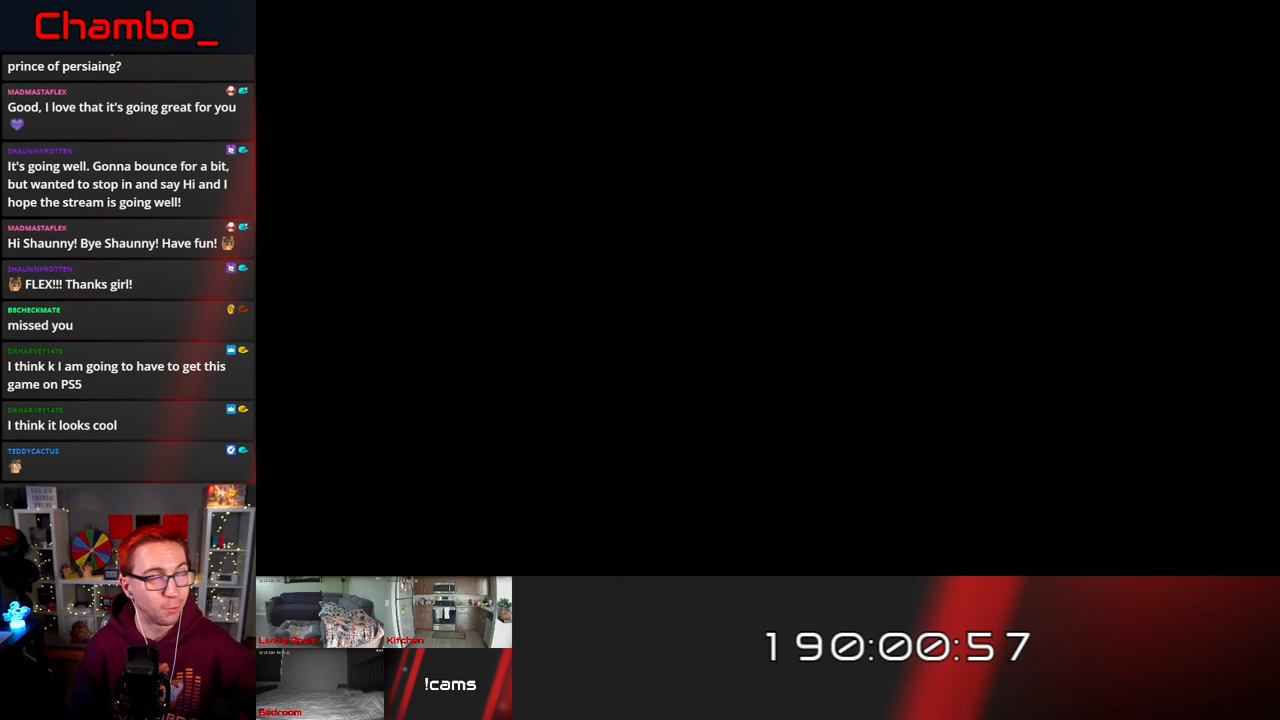 Chambo_
prince of persiaing?
MADMASTAFLEX
Good, I love that it's going great for you
SHAUNNYROTTEN
It's going well. Gonna bounce for a bit,
but wanted to stop in and say Hi and I
hope the stream is going well!
MADMASTAFLEX
Hi Shaunny! Bye Shaunny! Have fun!
SHAUNNYROTTEN
FLEX!!! Thanks girl!
BBCHECKMATE
missed you
DRHARVEY1476
I think k I am going to have to get this
game on PS5
DRHARVEY1476
I think it looks cool
TEDDYCACTUS
Living Room
Kitchen
Bedroom
!cams
190:00:57